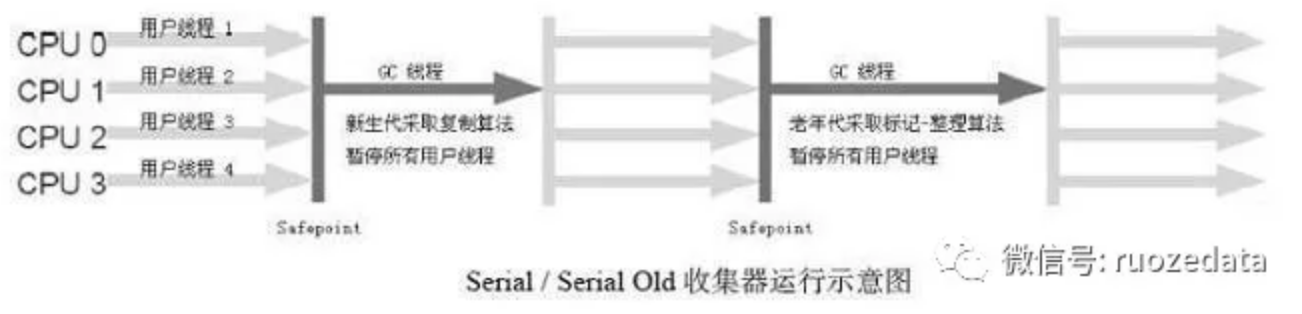 CPU 0 用户线程 1
CPU 1 用户线程 2
CPU 2 用户线程 3
CPU 3 用户线程 4
GC 线程
新生代采取复制算法
暂停所有用户线程
Safepoint
GC 线程
老年代采取标记-整理算法
暂停所有用户线程
Safepoint
Serial / Serial Old 收集器运行示意图
微信号: ruozedata